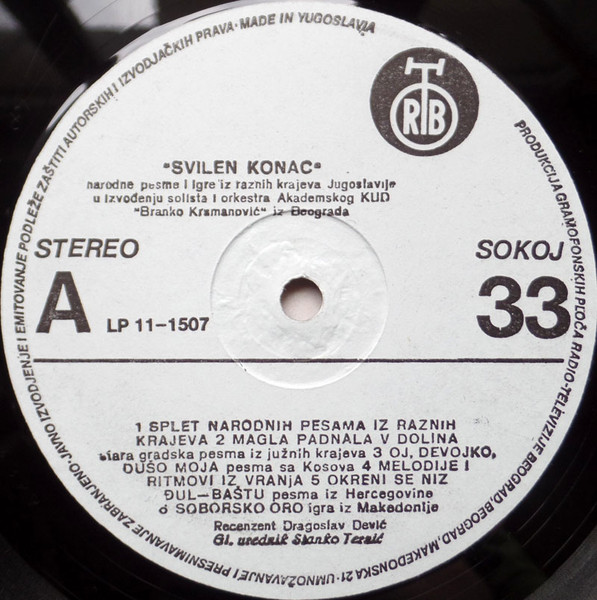 JAVNO IZVODJENJE I EMITOVANJE PODLEŽE ZAŠTITI AUTORSKIH I IZVODJAČKIH PRAVA · MADE IN YUGOSLAVIA
PRODUKCIJA GRAMOFONSKIH PLOČA RADIO-TELEVIZIJE BEOGRAD. BEOGRAD, MAKEDONSKA 21 · UMNOŽAVANJE I PRESNIMAVANJE ZABRANJENO ·
RTB
"SVILEN KONAC"
narodne pesme i igre iz raznih krajeva Jugoslavije
u izvođenju solista i orkestra Akademskog KUD
"Branko Krsmanović" iz Beograda
STEREO
SOKOJ
A
LP 11-1507
33
1 SPLET NARODNIH PESAMA IZ RAZNIH
KRAJEVA 2 MAGLA PADNALA V DOLINA
stara gradska pesma iz južnih krajeva 3 OJ, DEVOJKO,
DUŠO MOJA pesma sa Kosova 4 MELODIJE I
RITMOVI IZ VRANJA 5 OKRENI SE NIZ
ĐUL-BAŠTU pesma iz Hercegovine
6 SOBORSKO ORO igra iz Makedonije
Recenzent Dragoslav Dević
Gl. urednik Stanko Terzić